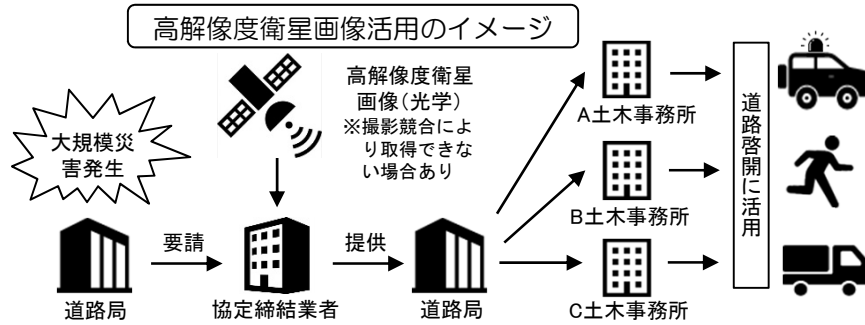 高解像度衛星画像活用のイメージ
大規模災
害発生
高解像度衛星
画像(光学)
※撮影競合によ
り取得できな
い場合あり
A土木事務所
B土木事務所
C土木事務所
道路啓開に活用
要請
提供
道路局
協定締結業者
道路局